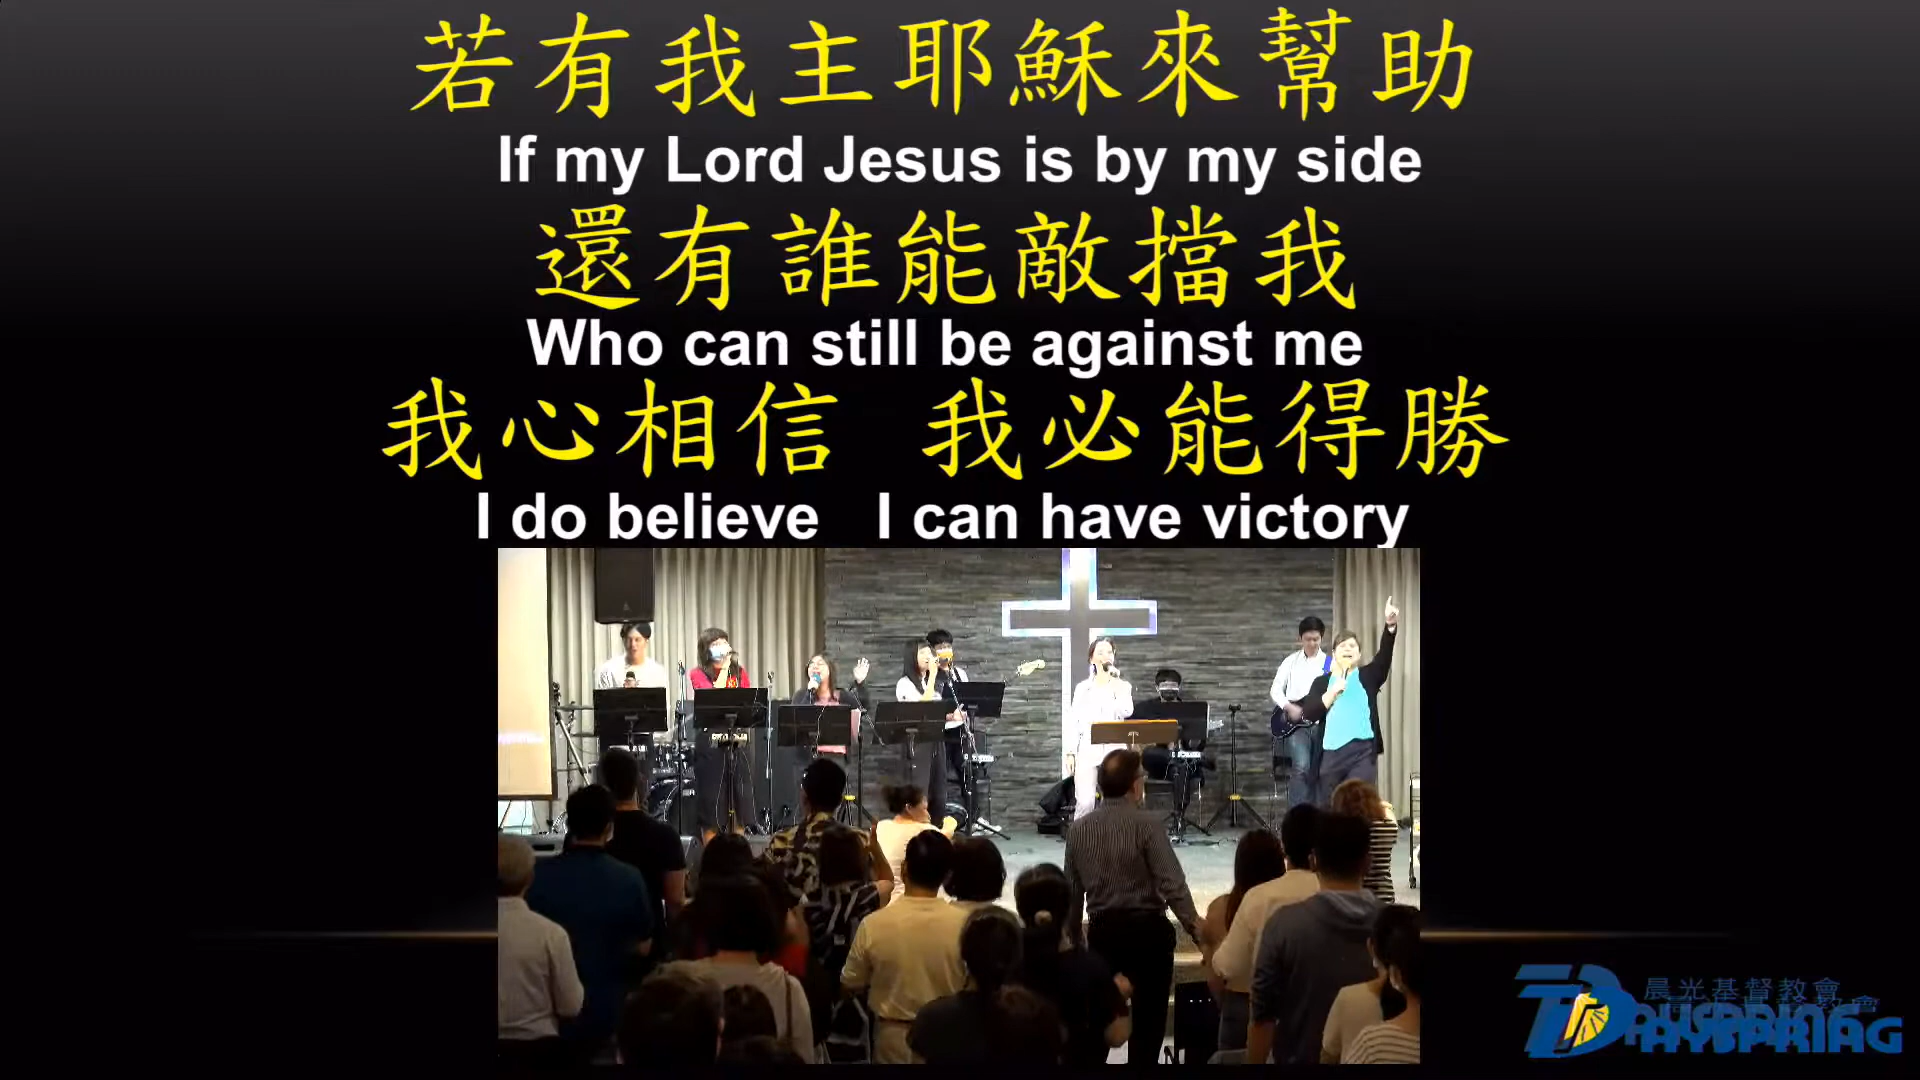 若有我主耶穌來幫助
If my Lord Jesus is by my side
還有誰能敵擋我
Who can still be against me
我心相信 我必能得勝
I do believe I can have victory
晨光基督教會
DAYSPRING